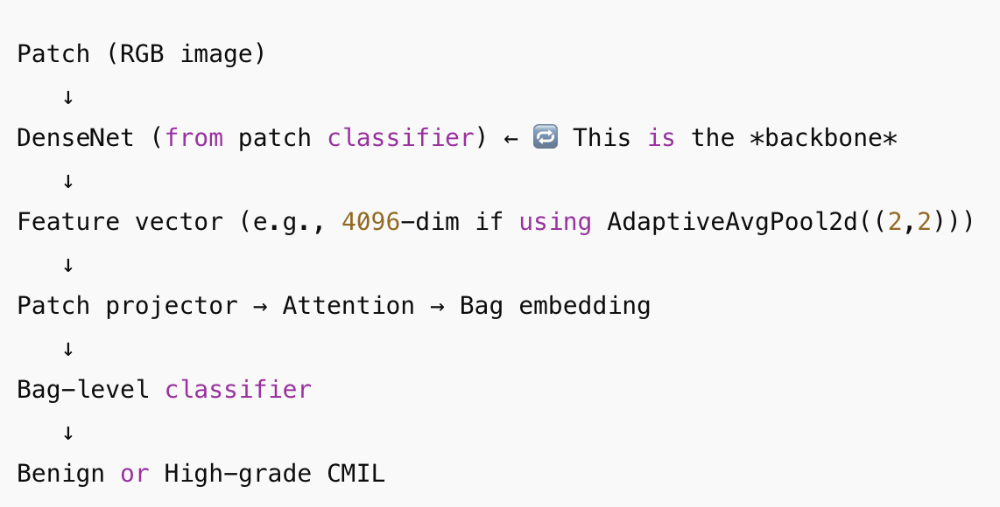 Patch (RGB image)
↓
DenseNet (from patch classifier) ← 🔁 This is the *backbone*
↓
Feature vector (e.g., 4096-dim if using AdaptiveAvgPool2d((2,2)))
↓
Patch projector → Attention → Bag embedding
↓
Bag-level classifier
↓
Benign or High-grade CMIL